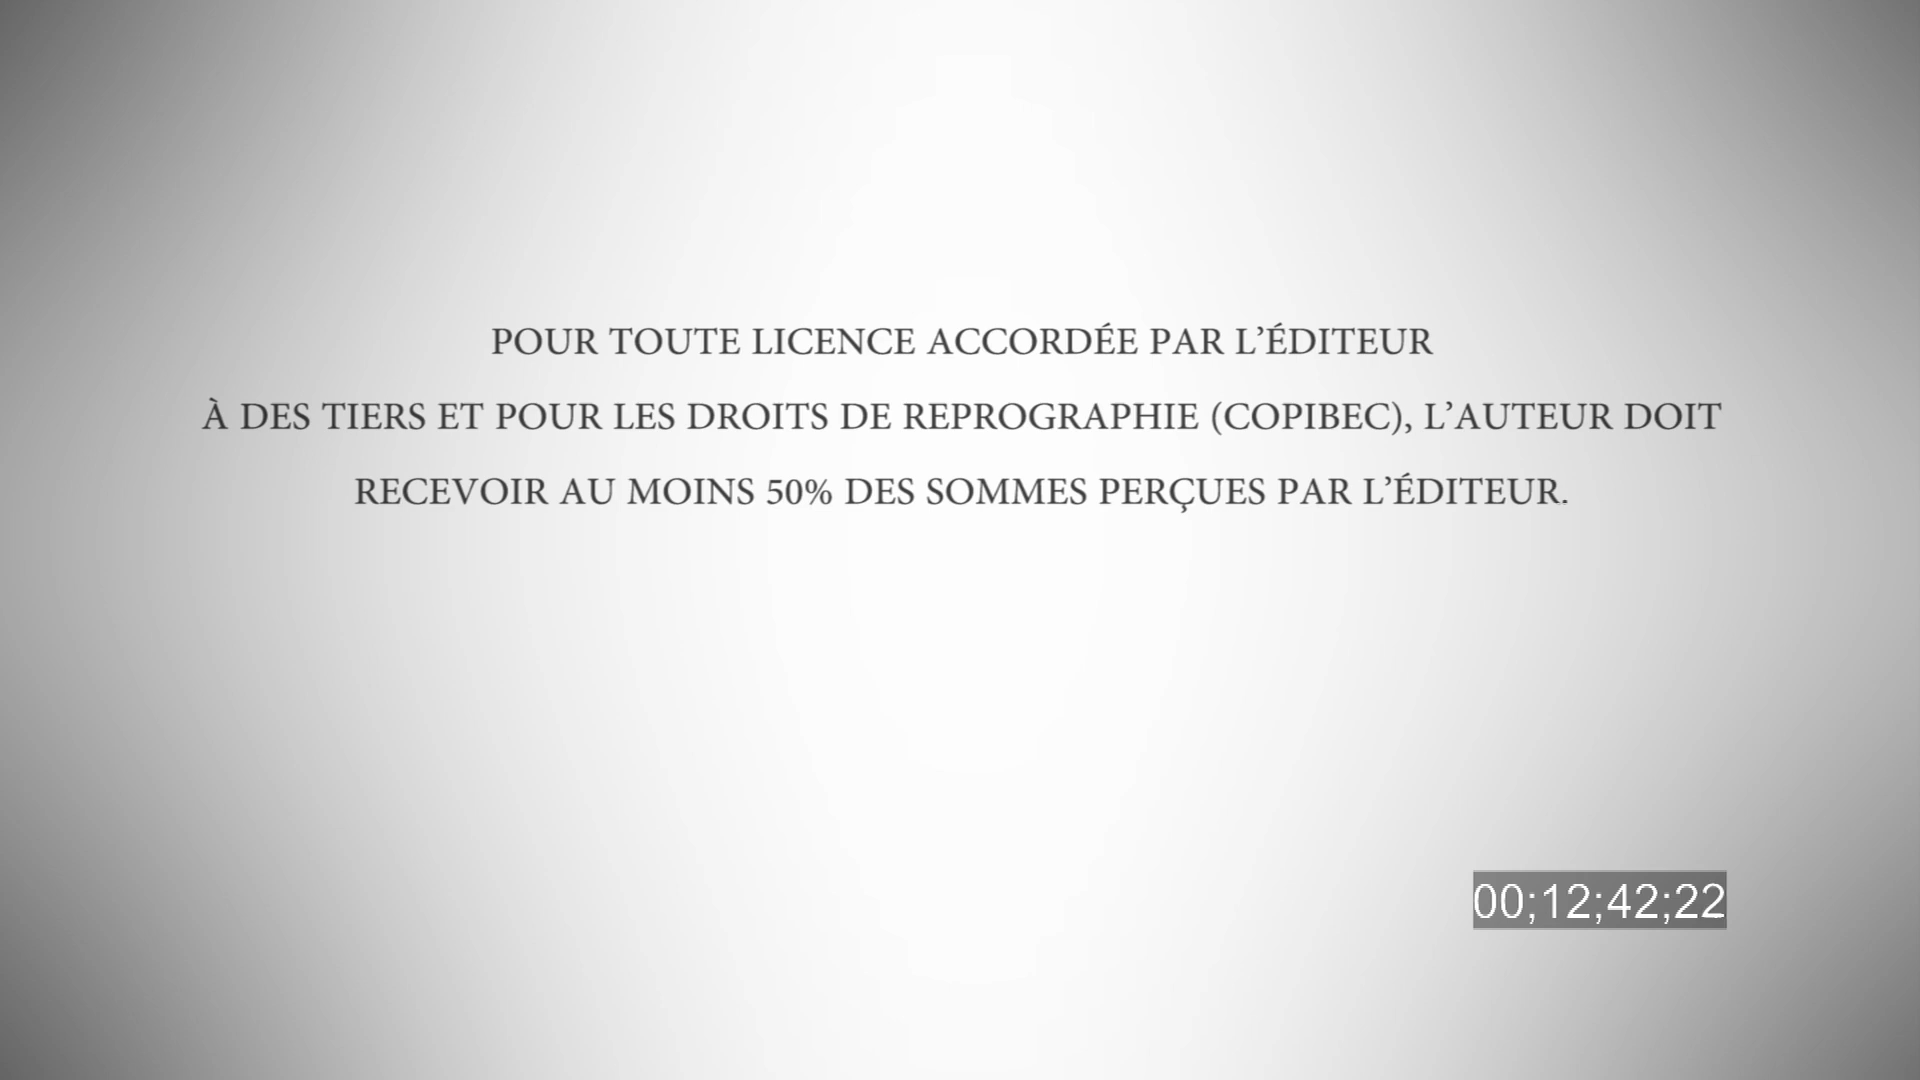 POUR TOUTE LICENCE ACCORDÉE PAR L’ÉDITEUR
À DES TIERS ET POUR LES DROITS DE REPROGRAPHIE (COPIBEC), L’AUTEUR DOIT
RECEVOIR AU MOINS 50% DES SOMMES PERÇUES PAR L’ÉDITEUR.
00;12;42;22